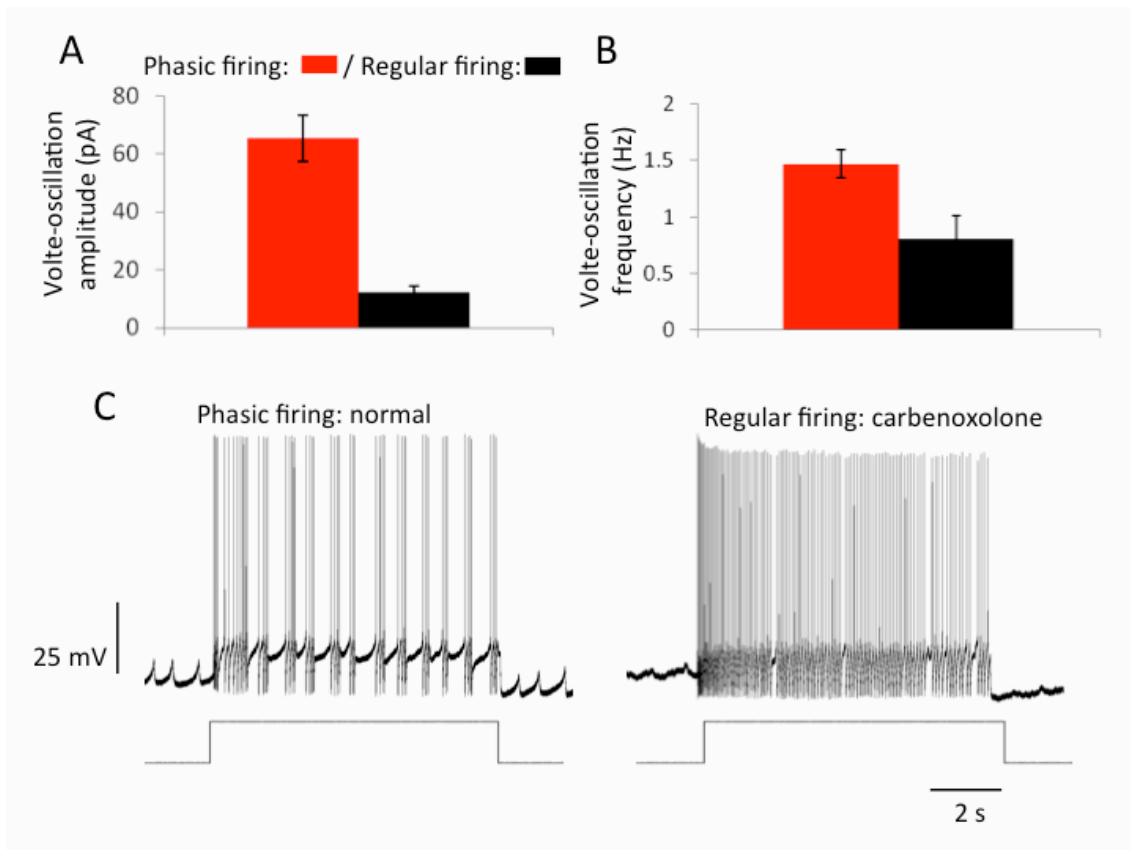 A
Phasic firing: / Regular firing:
Volte-oscillation
amplitude (pA)
80
60
40
20
0
B
Volte-oscillation
frequency (Hz)
2
1.5
1
0.5
0
C
Phasic firing: normal
Regular firing: carbenoxolone
25 mV
2 s